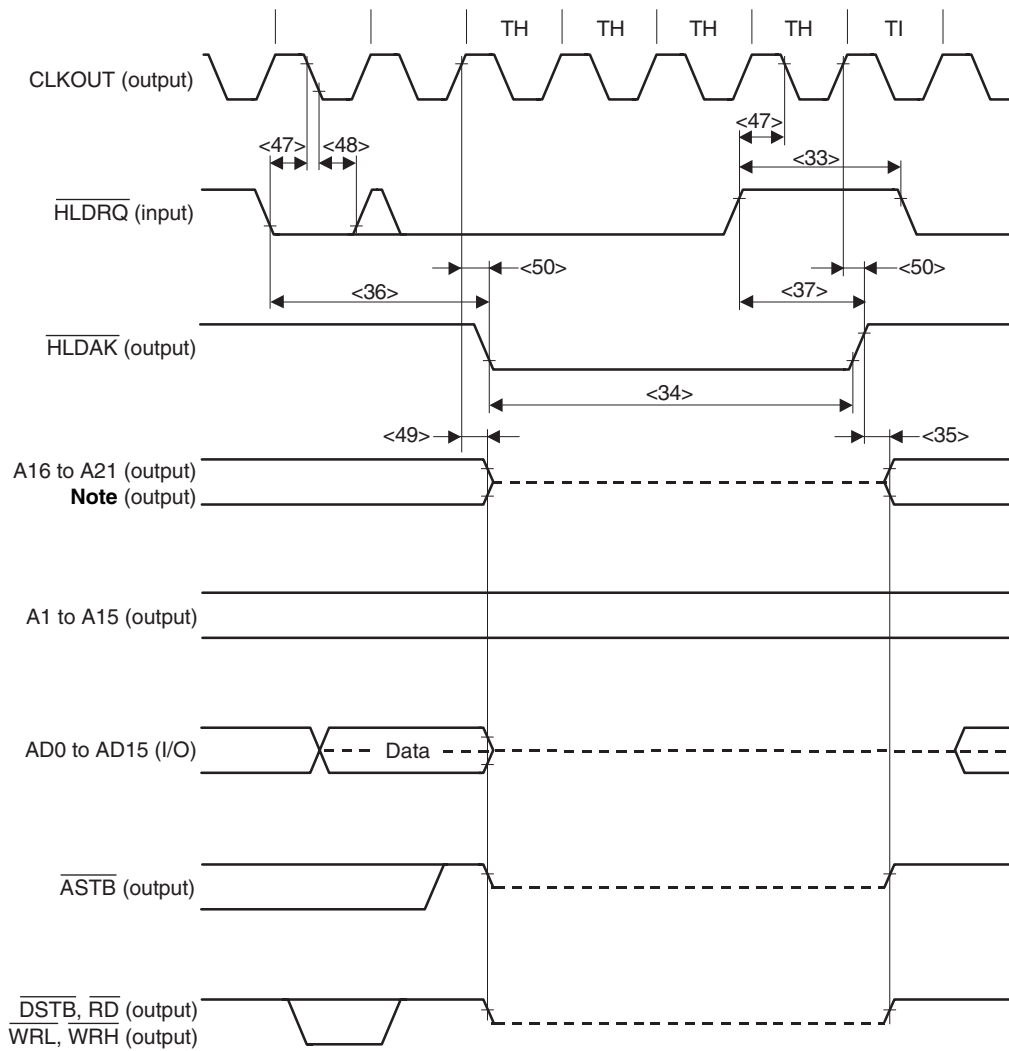 TH TH TH TH TI
CLKOUT (output)
<47> <48> <47> <33>
HLDRQ (input)
<50> <50>
<36> <37>
HLDAK (output)
<34>
<49> <35>
A16 to A21 (output)
Note (output)
A1 to A15 (output)
AD0 to AD15 (I/O) Data
ASTB (output)
DSTB, RD (output)
WRL, WRH (output)